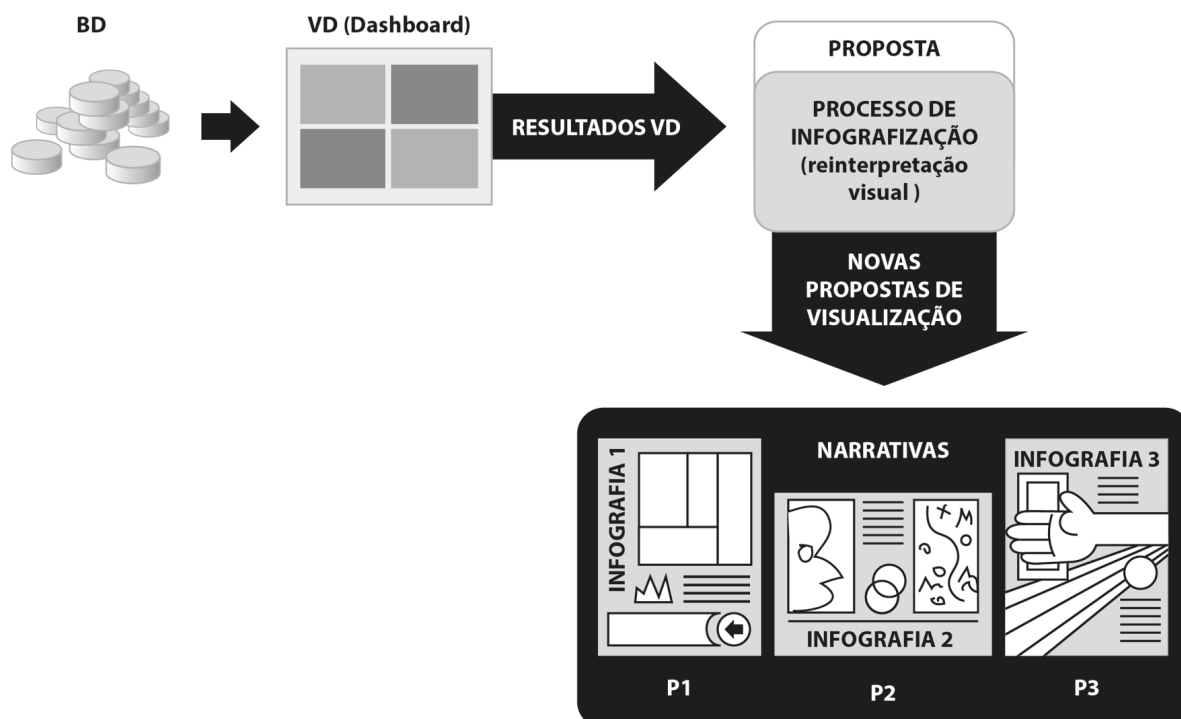 BD
VD (Dashboard)
RESULTADOS VD
PROPOSTA
PROCESSO DE
INFOGRAFIZAÇÃO
(reinterpretação
visual )
NOVAS
PROPOSTAS DE
VISUALIZAÇÃO
NARRATIVAS
INFOGRAFIA 1
INFOGRAFIA 2
INFOGRAFIA 3
P1
P2
P3